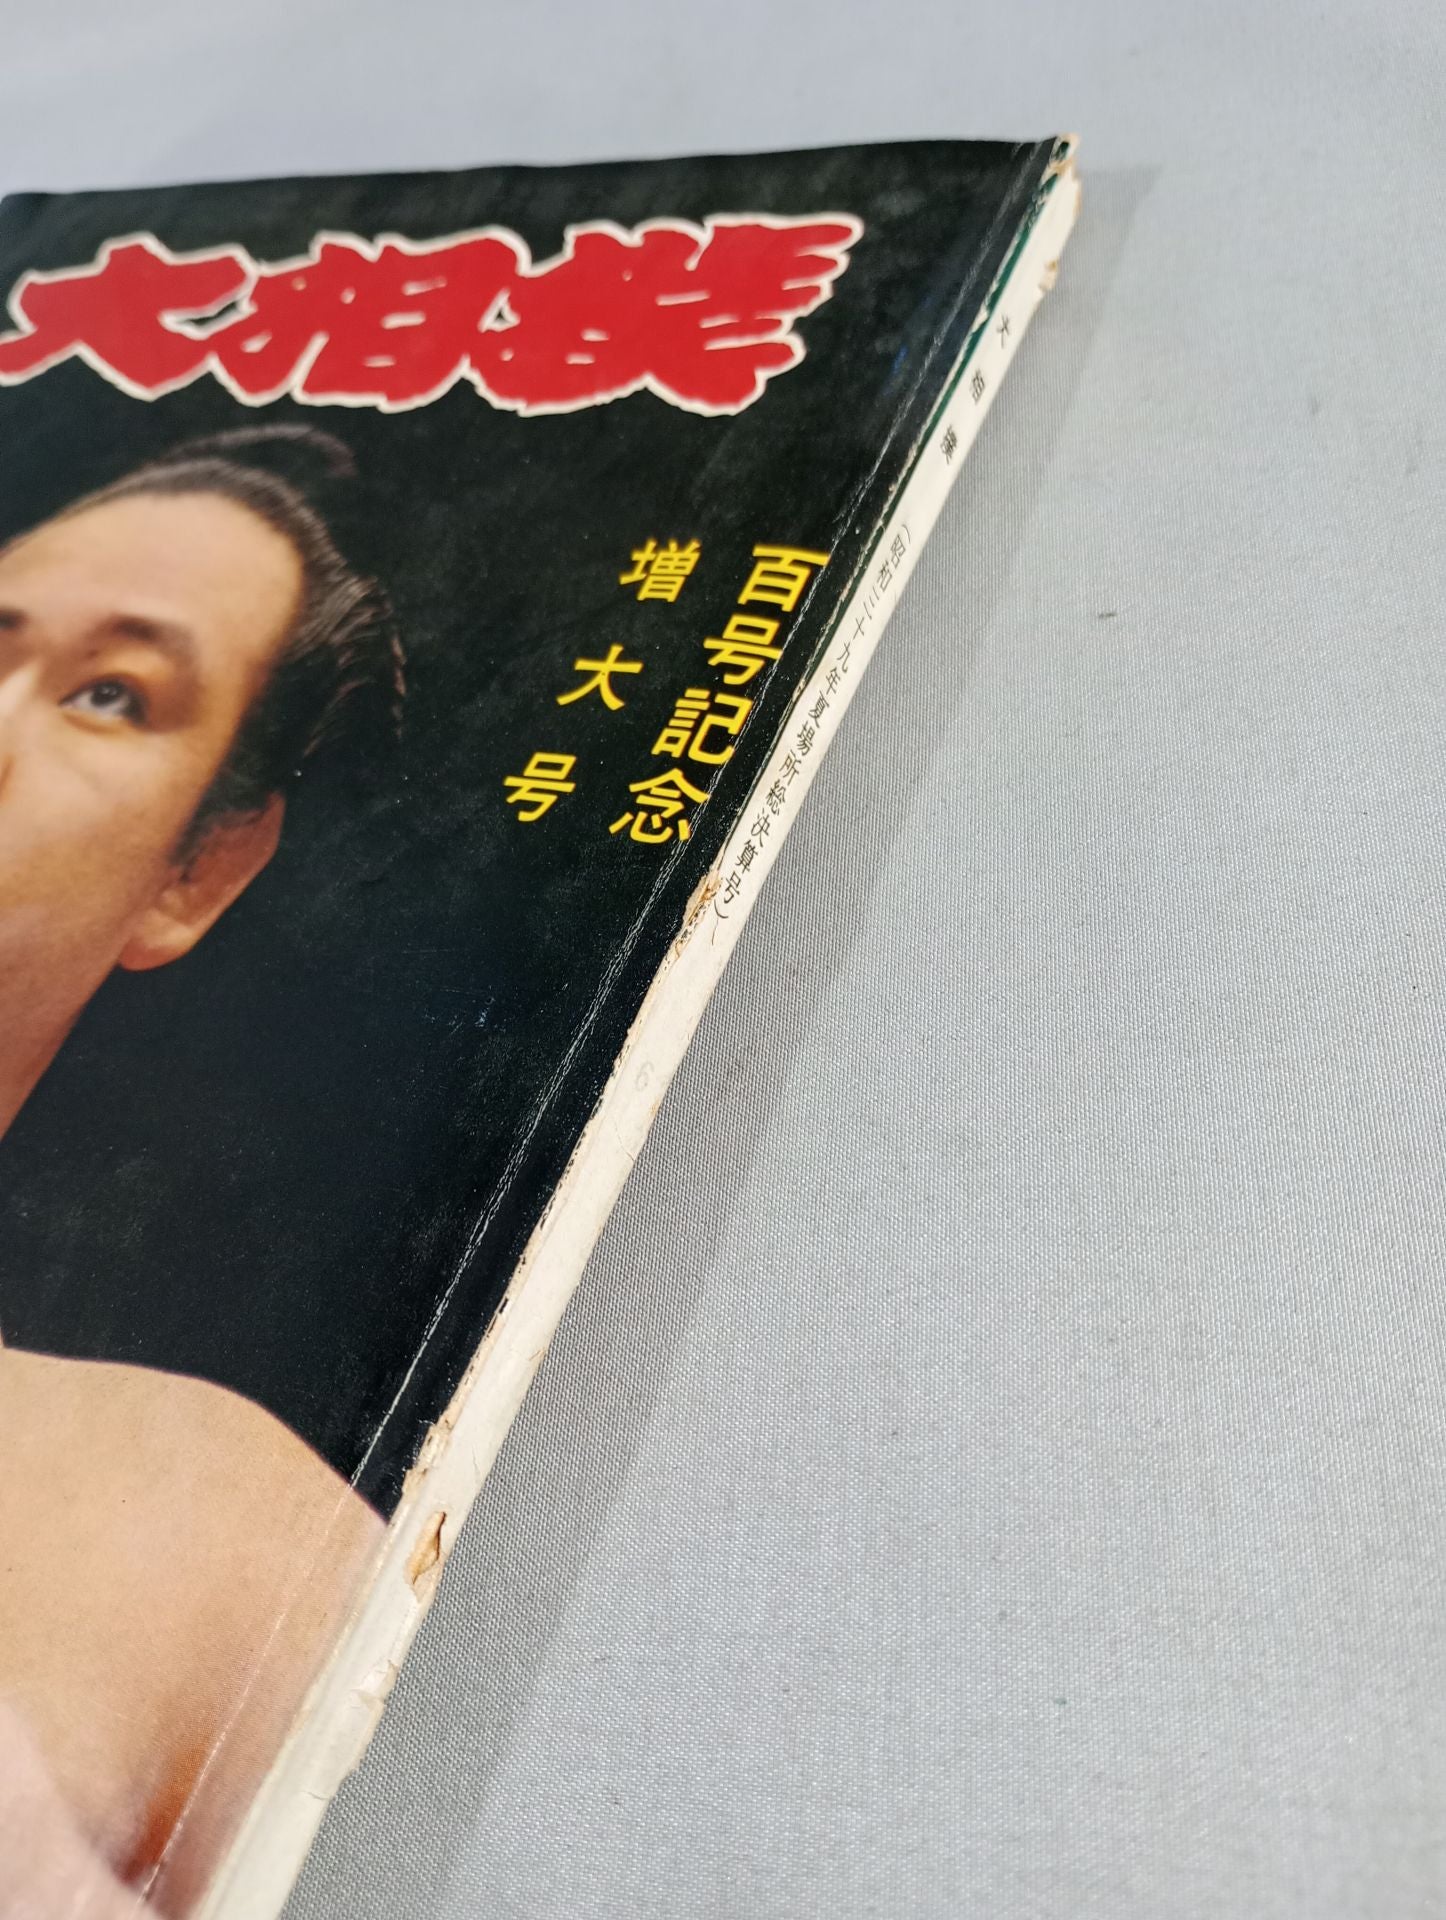 大相撲
百号記念
増大号
大相撲
(昭和三十九年夏場所総決算号)
6